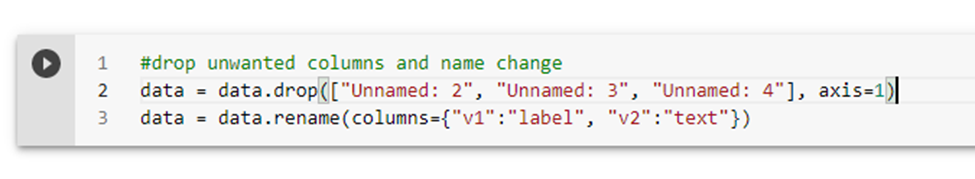 1 #drop unwanted columns and name change
2 data = data.drop(["Unnamed: 2", "Unnamed: 3", "Unnamed: 4"], axis=1)
3 data = data.rename(columns={"v1":"label", "v2":"text"})